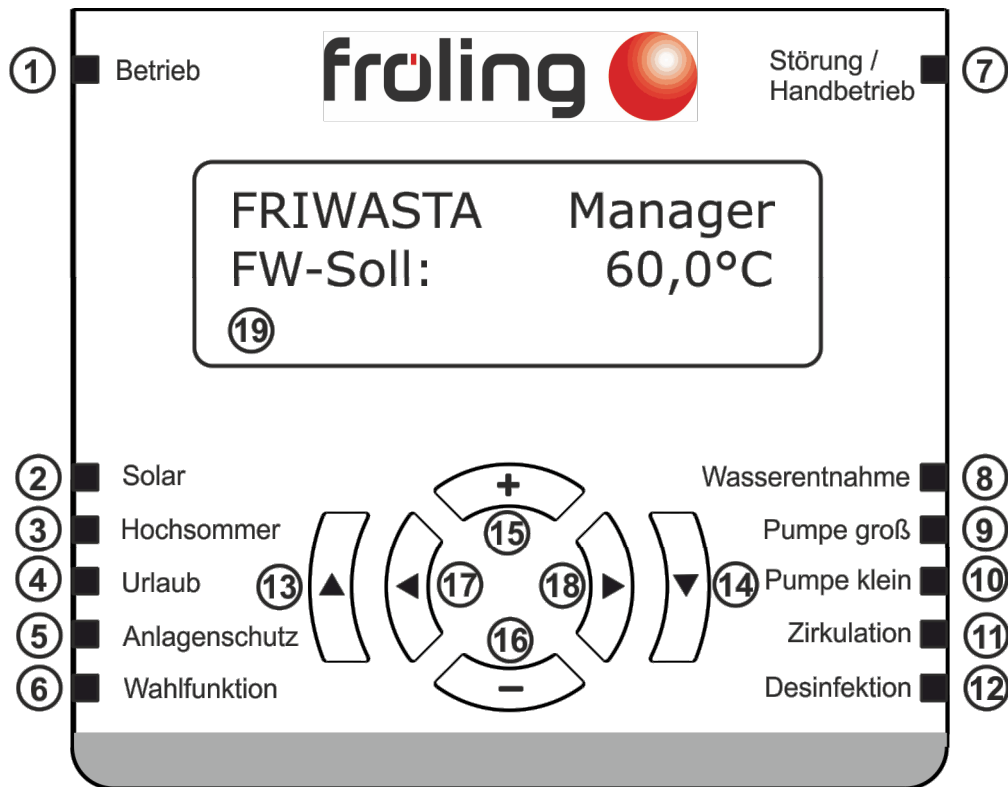 1 Betrieb
fröling
Störung / 7
Handbetrieb
FRIWASTA Manager
FW-Soll: 60,0°C
19
2 Solar
+
Wasserentnahme 8
3 Hochsommer
15
Pumpe groß 9
4 Urlaub
13 ▲ ◀ 17 18 ▶ ▼ 14
Pumpe klein 10
5 Anlagenschutz
16
Zirkulation 11
6 Wahlfunktion
−
Desinfektion 12